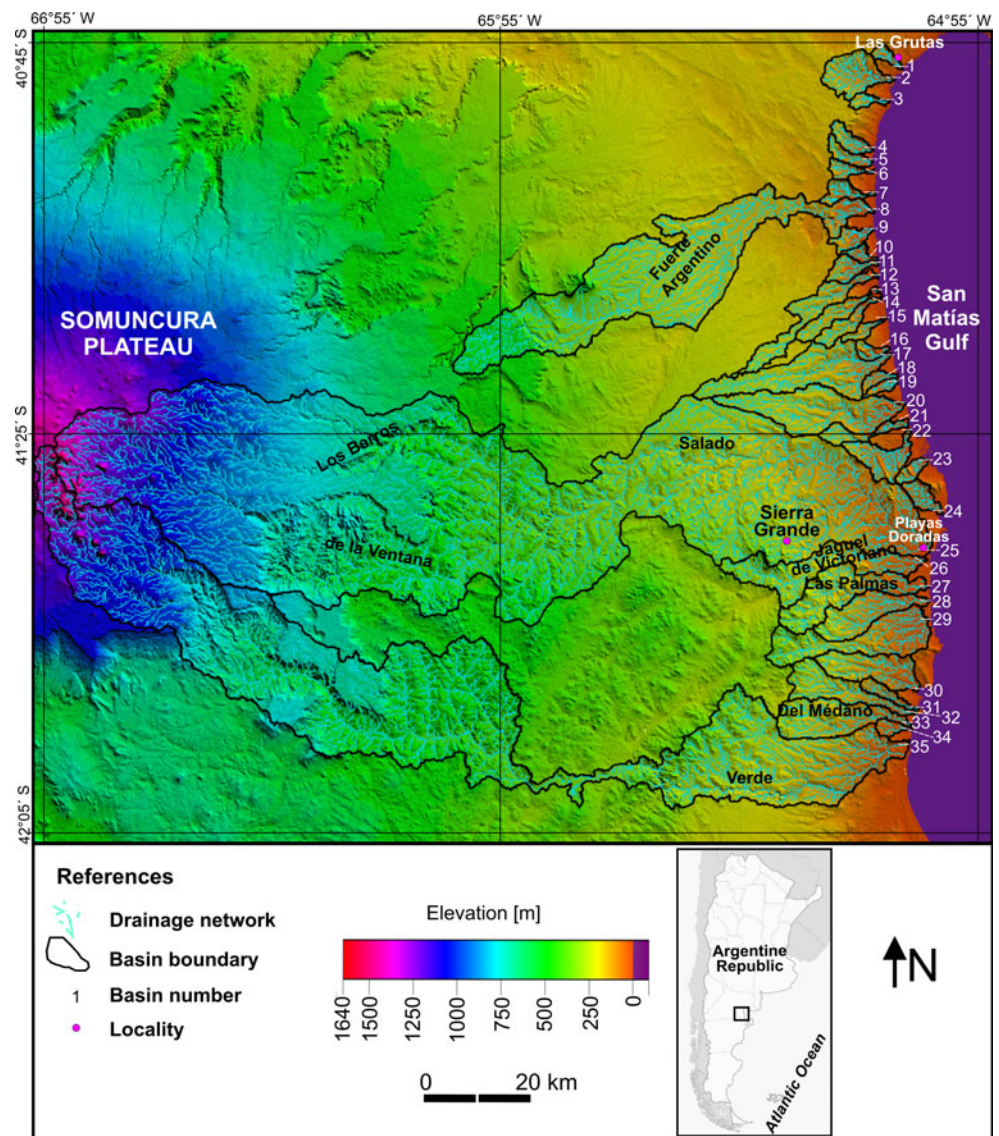 66°55´ W
65°55´ W
64°55´ W
40°45´ S
Las Grutas
1
2
3
4
5
6
7
8
9
10
11
12
13
14
15
16
17
18
19
20
21
22
23
24
25
26
27
28
29
30
31
32
33
34
35
Fuerte
Argentino
SOMUNCURA
PLATEAU
San
Matías
Gulf
41°25´ S
Los Berros
Salado
de la Ventana
Sierra
Grande
Playas
Doradas
Jaguel
de Victoriano
Las Palmas
Del Médano
Verde
42°05´ S
References
Drainage network
Basin boundary
1 Basin number
Locality
Elevation [m]
1640
1500
1250
1000
750
500
250
0
0 20 km
Argentine
Republic
Atlantic Ocean
N